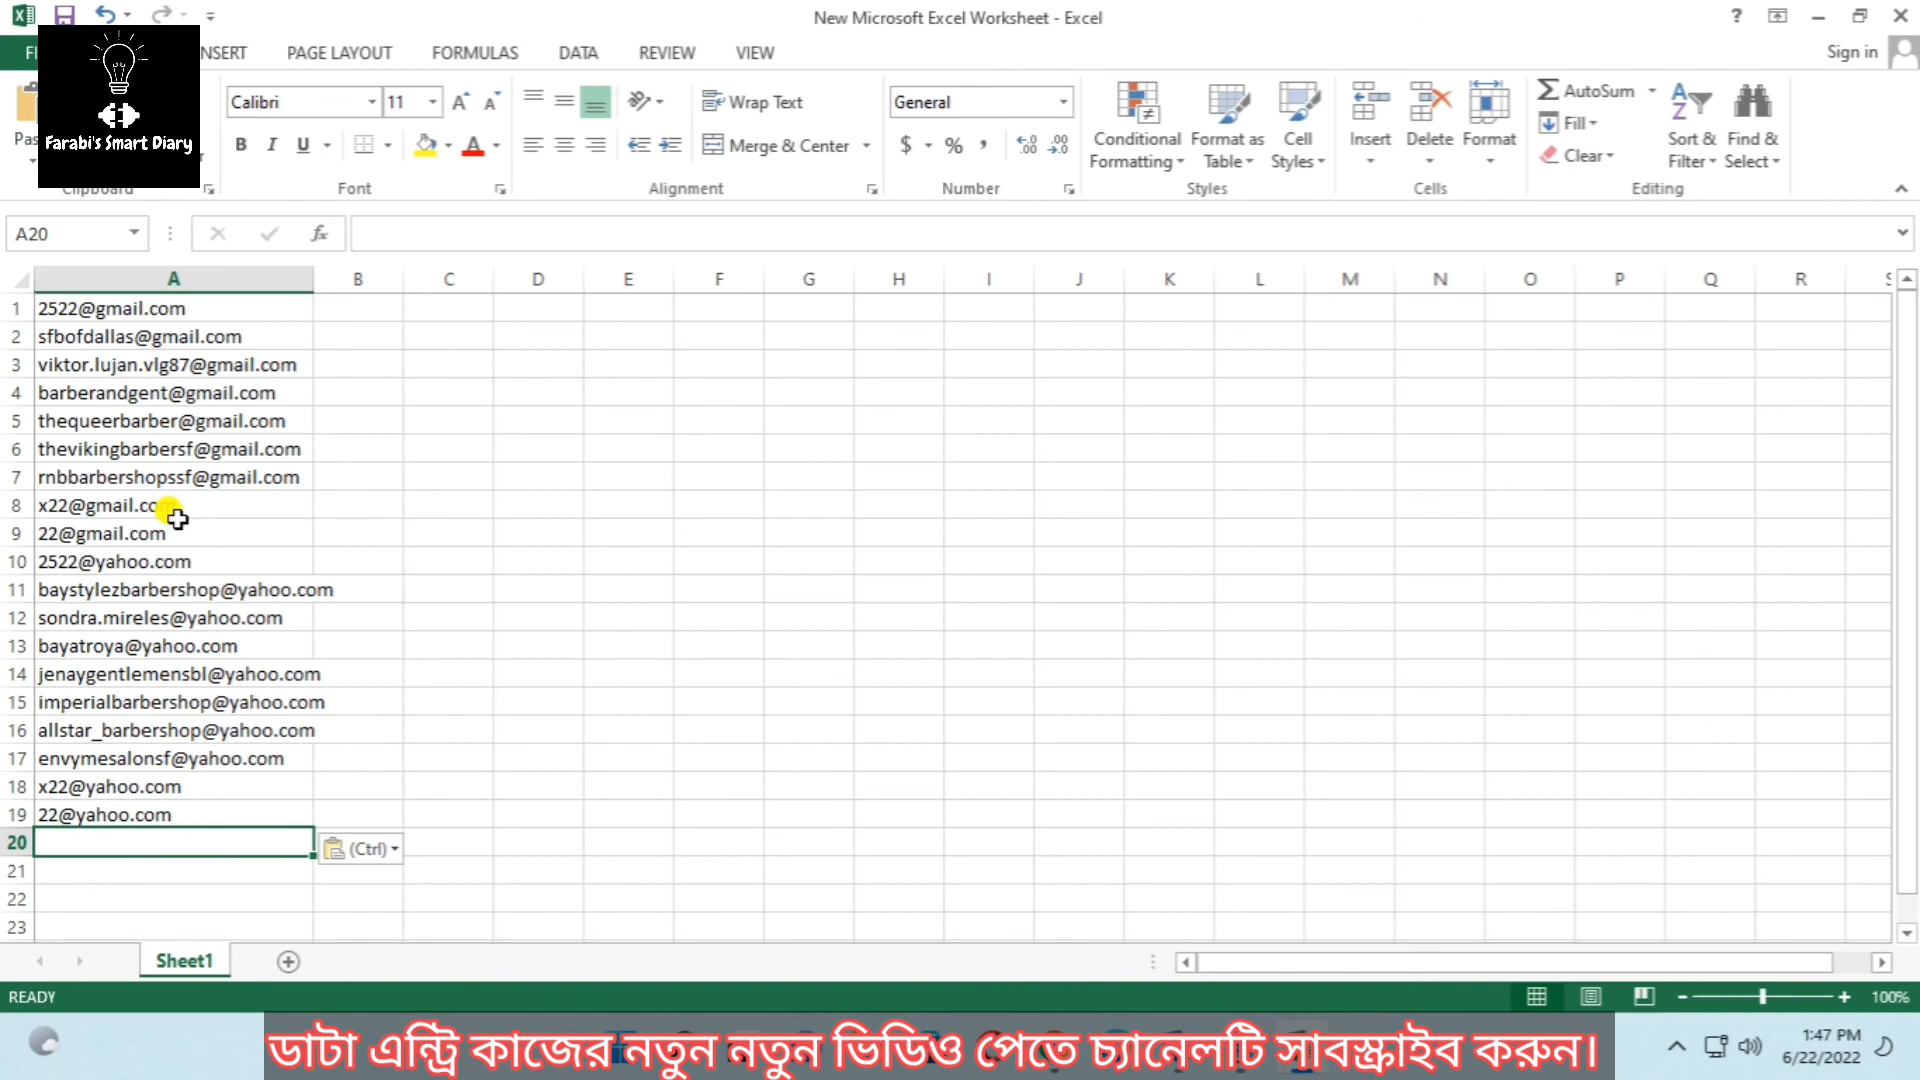 New Microsoft Excel Worksheet - Excel
INSERT PAGE LAYOUT FORMULAS DATA REVIEW VIEW Sign in
Farabi's Smart Diary
Calibri 11 Wrap Text General AutoSum
Fill
Conditional Formatting Format as Table Cell Styles Insert Delete Format Sort & Filter Find & Select
B I U Merge & Center $ % Clear
Clipboard Font Alignment Number Styles Cells Editing
A20 fx
A B C D E F G H I J K L M N O P Q R
1 2522@gmail.com
2 sfbofdallas@gmail.com
3 viktor.lujan.vlg87@gmail.com
4 barberandgent@gmail.com
5 thequeerbarber@gmail.com
6 thevikingbarbersf@gmail.com
7 rnbbarbershopssf@gmail.com
8 x22@gmail.com
9 22@gmail.com
10 2522@yahoo.com
11 baystylezbarbershop@yahoo.com
12 sondra.mireles@yahoo.com
13 bayatroya@yahoo.com
14 jenaygentlemensbl@yahoo.com
15 imperialbarbershop@yahoo.com
16 allstar_barbershop@yahoo.com
17 envymesalonsf@yahoo.com
18 x22@yahoo.com
19 22@yahoo.com
20 (Ctrl)
21
22
23
Sheet1
READY 100%
ডাটা এন্ট্রি কাজের নতুন নতুন ভিডিও পেতে চ্যানেলটি সাবস্ক্রাইব করুন।
1:47 PM
6/22/2022